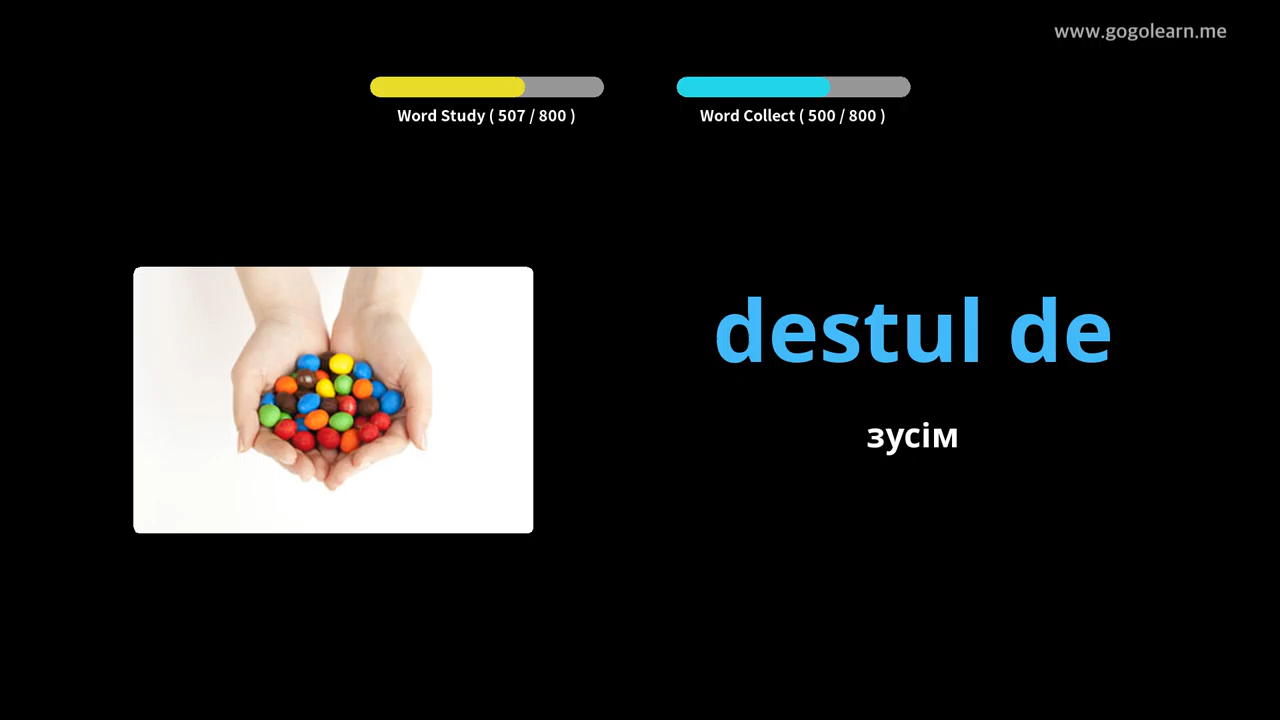 www.gogolearn.me
Word Study ( 507 / 800 )
Word Collect ( 500 / 800 )
destul de
зусім